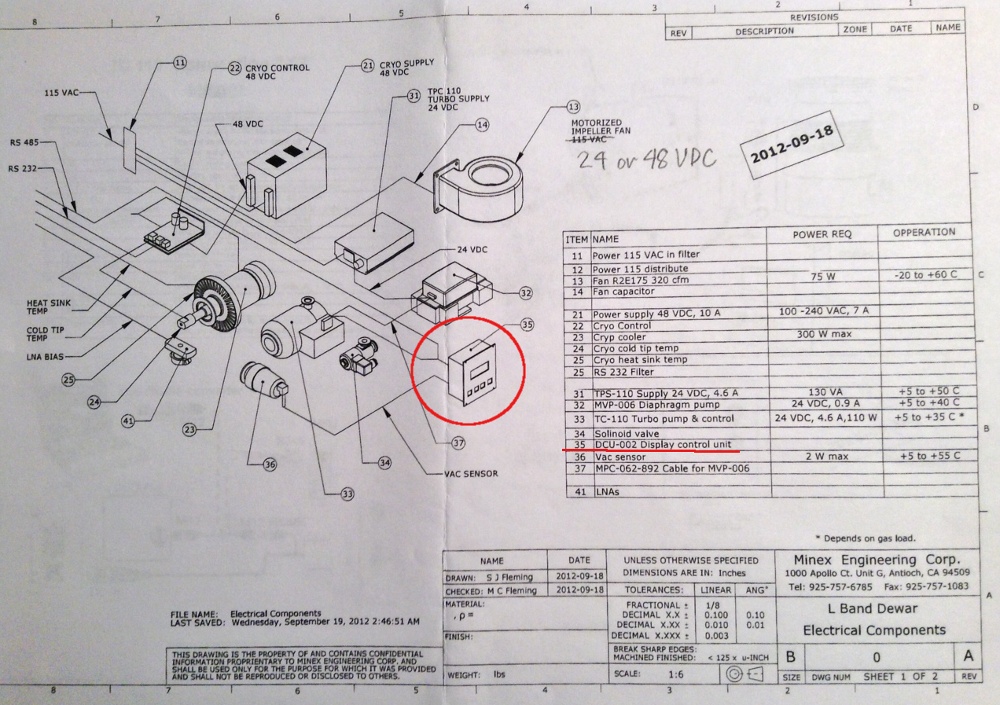 8 7 6 5 4 3 2 1
REVISIONS
REV DESCRIPTION ZONE DATE NAME
11
115 VAC
22 CRYO CONTROL
48 VDC
21 CRYO SUPPLY
48 VDC
31 TPC 110
TURBO SUPPLY
24 VDC
13
MOTORIZED
IMPELLER FAN
115 VAC
24 or 48 VDC
2012-09-18
D
14
48 VDC
RS 485
RS 232
24 VDC
32
35
HEAT SINK
TEMP
COLD TIP
TEMP
LNA BIAS
25
24
41
23
36
33
34
37
VAC SENSOR
ITEM NAME POWER REQ OPPERATION
11 Power 115 VAC in filter
12 Power 115 distribute
13 Fan R2E175 320 cfm 75 W -20 to +60 C
14 Fan capacitor
21 Power supply 48 VDC, 10 A 100 -240 VAC, 7 A
22 Cryo Control
23 Cryp cooler 300 W max
24 Cryo cold tip temp
25 Cryo heat sink temp
25 RS 232 Filter
31 TPS-110 Supply 24 VDC, 4.6 A 130 VA +5 to +50 C
32 MVP-006 Diaphragm pump 24 VDC, 0.9 A +5 to +40 C
33 TC-110 Turbo pump & control 24 VDC, 4.6 A,110 W +5 to +35 C *
34 Solinoid valve
35 DCU-002 Display control unit
36 Vac sensor 2 W max +5 to +55 C
37 MPC-062-892 Cable for MVP-006
41 LNAs
C
B
A
* Depends on gas load.
NAME DATE
DRAWN: S J Fleming 2012-09-18
CHECKED: M C Fleming 2012-09-18
MATERIAL:
, ρ =
FINISH:
WEIGHT: lbs
UNLESS OTHERWISE SPECIFIED
DIMENSIONS ARE IN: Inches
TOLERANCES: LINEAR ANG°
FRACTIONAL ± 1/8
DECIMAL X.X ± 0.100 0.10
DECIMAL X.XX ± 0.010 0.01
DECIMAL X.XXX ± 0.003
BREAK SHARP EDGES:
MACHINED FINISHED: < 125 x u-INCH
SCALE: 1:6
Minex Engineering Corp.
1000 Apollo Ct. Unit G, Antioch, CA 94509
Tel: 925-757-6785 Fax: 925-757-1083
L Band Dewar
Electrical Components
B 0 A
SIZE DWG NUM SHEET 1 OF 2 REV
FILE NAME: Electrical Components
LAST SAVED: Wednesday, September 19, 2012 2:46:51 AM
THIS DRAWING IS THE PROPERTY OF AND CONTAINS CONFIDENTIAL
INFORMATION PROPRIENTARY TO MINEX ENGINEERING CORP. AND
SHALL BE USED ONLY FOR THE PURPOSE FOR WHICH IT WAS PROVIDED
AND SHALL NOT BE REPRODUCED OR DISCLOSED TO OTHERS.
8 7 6 5 4 3 2 1